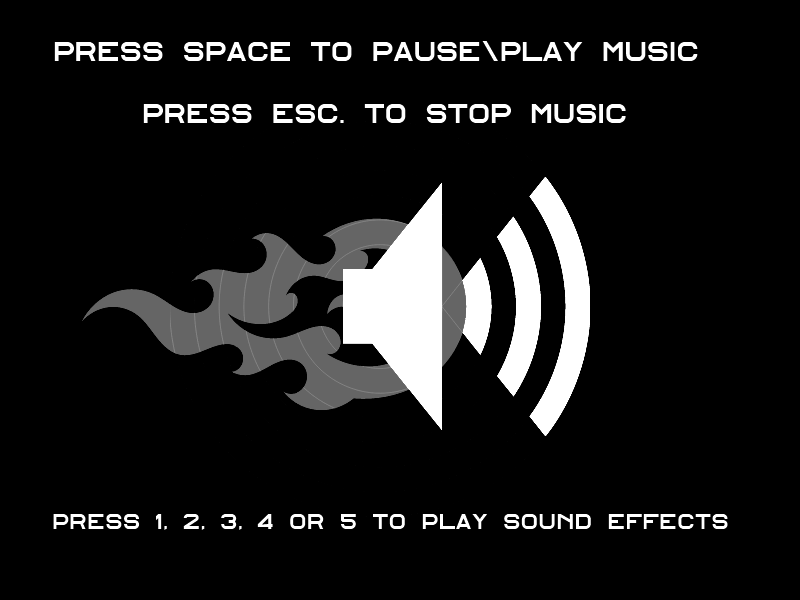 PRESS SPACE TO PAUSE\PLAY MUSIC
PRESS ESC. TO STOP MUSIC
PRESS 1, 2, 3, 4 OR 5 TO PLAY SOUND EFFECTS